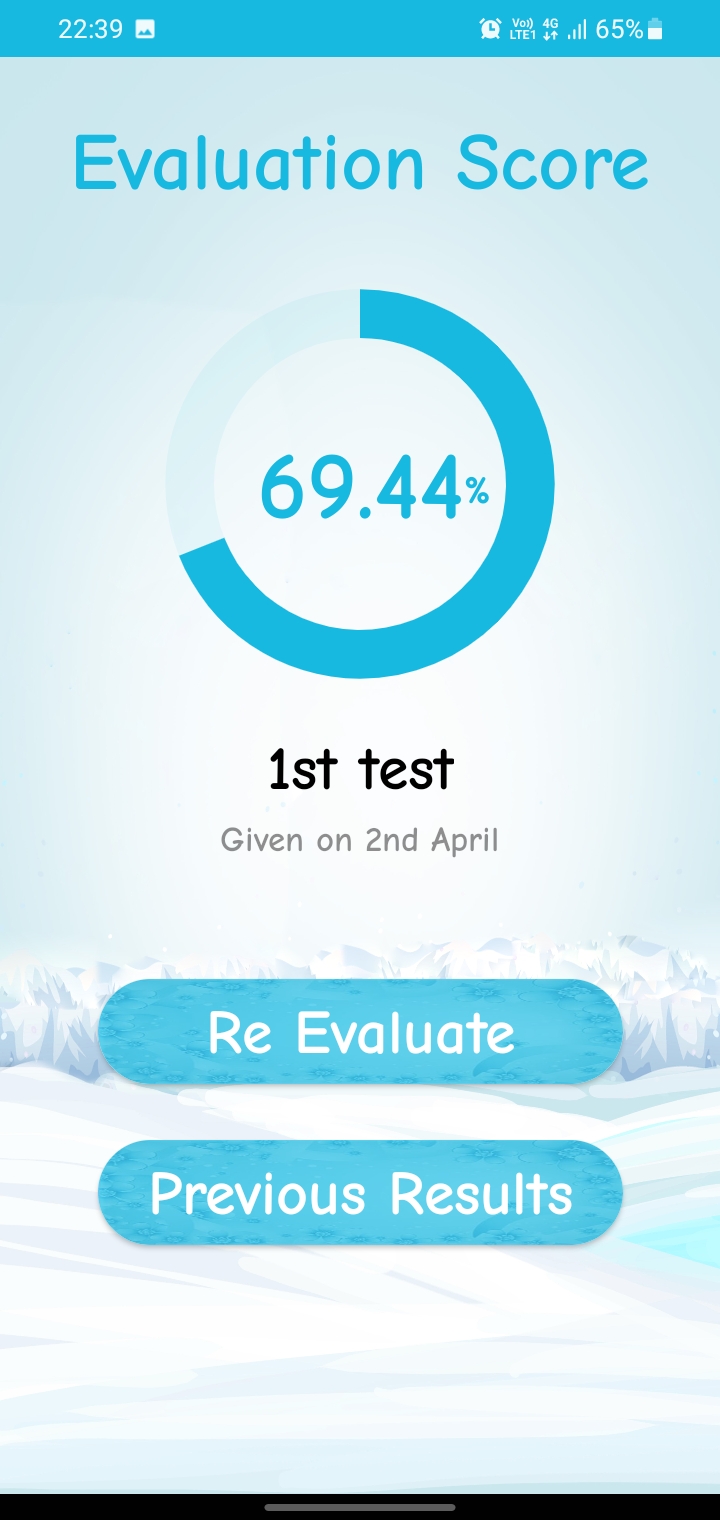 22:39 Vo)) LTE1 4G 65%
Evaluation Score
69.44%
1st test
Given on 2nd April
Re Evaluate
Previous Results